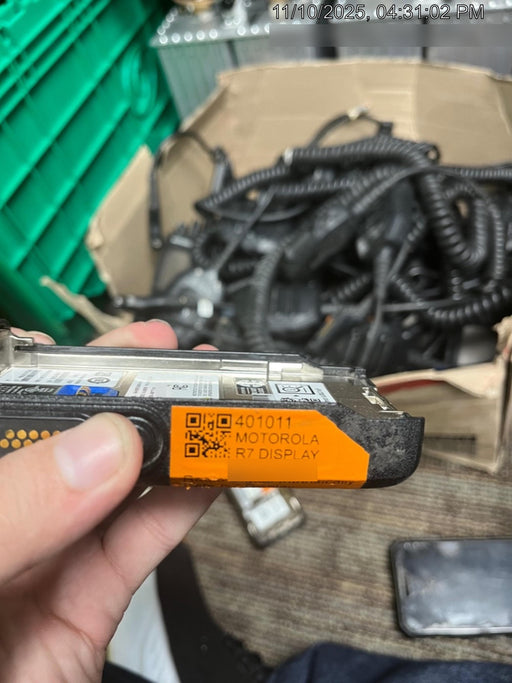 11/10/2025, 04:31:02 PM
401011
MOTOROLA
R7 DISPLAY